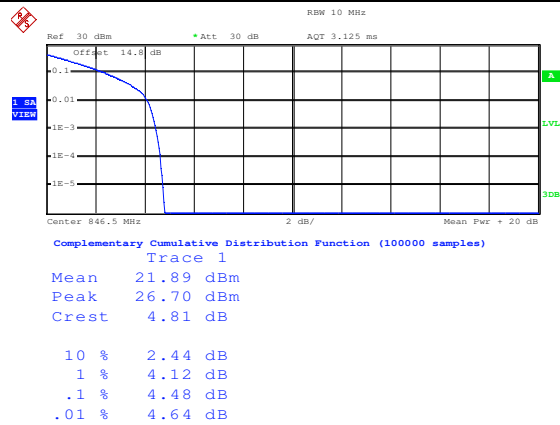 RBW 10 MHz
Ref 30 dBm *Att 30 dB AQT 3.125 ms
Offset 14.8 dB
0.1
A
0.01
1 SA
VIEW
1E-3
LVL
1E-4
1E-5
3DB
Center 846.5 MHz 2 dB/ Mean Pwr + 20 dB
Complementary Cumulative Distribution Function (100000 samples)
Trace 1
Mean 21.89 dBm
Peak 26.70 dBm
Crest 4.81 dB
10 % 2.44 dB
1 % 4.12 dB
.1 % 4.48 dB
.01 % 4.64 dB